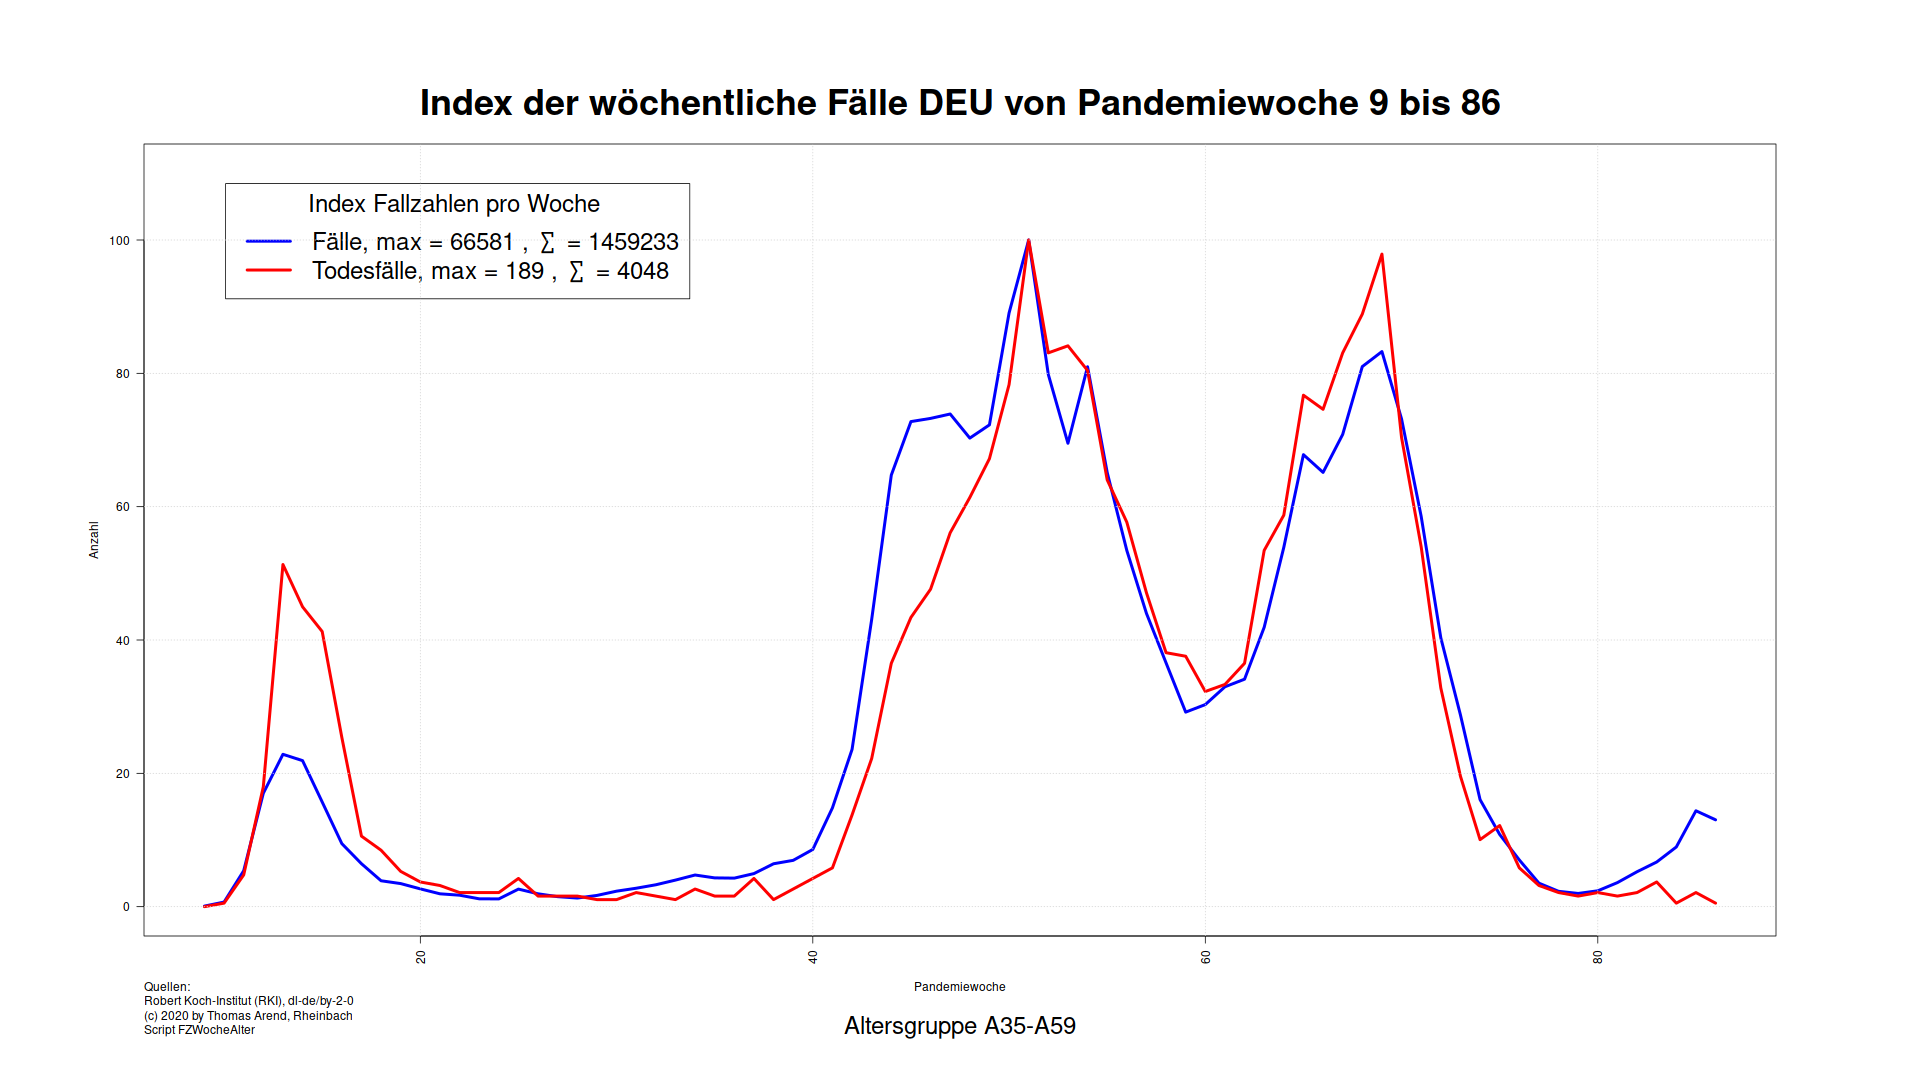 Index der wöchentliche Fälle DEU von Pandemiewoche 9 bis 86
Index Fallzahlen pro Woche
Fälle, max = 66581 , ∑ = 1459233
Todesfälle, max = 189 , ∑ = 4048
100
80
60
40
20
0
Anzahl
20
40
60
80
Pandemiewoche
Quellen:
Robert Koch-Institut (RKI), dl-de/by-2-0
(c) 2020 by Thomas Arend, Rheinbach
Script FZWocheAlter
Altersgruppe A35-A59